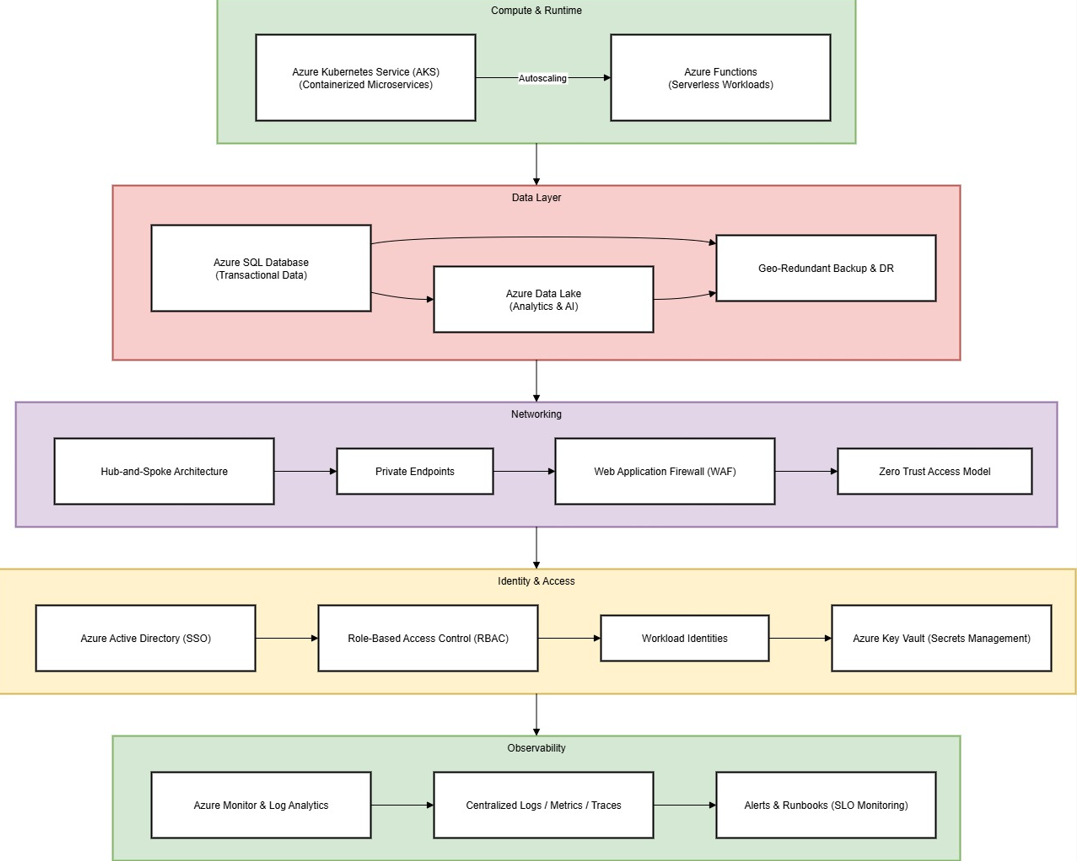 Compute & Runtime
Azure Kubernetes Service (AKS)
(Containerized Microservices)
Autoscaling
Azure Functions
(Serverless Workloads)
Data Layer
Azure SQL Database
(Transactional Data)
Azure Data Lake
(Analytics & AI)
Geo-Redundant Backup & DR
Networking
Hub-and-Spoke Architecture
Private Endpoints
Web Application Firewall (WAF)
Zero Trust Access Model
Identity & Access
Azure Active Directory (SSO)
Role-Based Access Control (RBAC)
Workload Identities
Azure Key Vault (Secrets Management)
Observability
Azure Monitor & Log Analytics
Centralized Logs / Metrics / Traces
Alerts & Runbooks (SLO Monitoring)